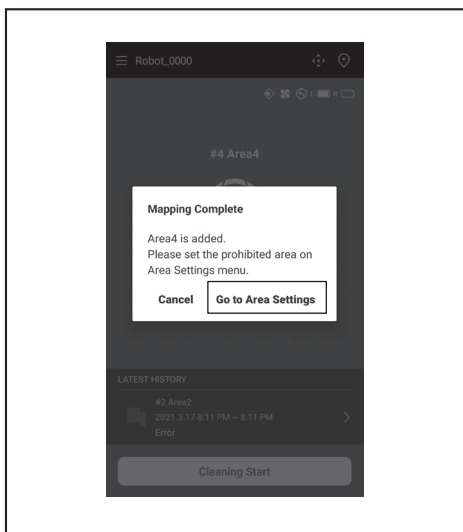 Robot_0000
L R
#4 Area4
Mapping Complete
Area4 is added.
Please set the prohibited area on
Area Settings menu.
Cancel Go to Area Settings
LATEST HISTORY
#2 Area2
2021.3.17 8:11 PM ~ 8:11 PM
Error
Cleaning Start